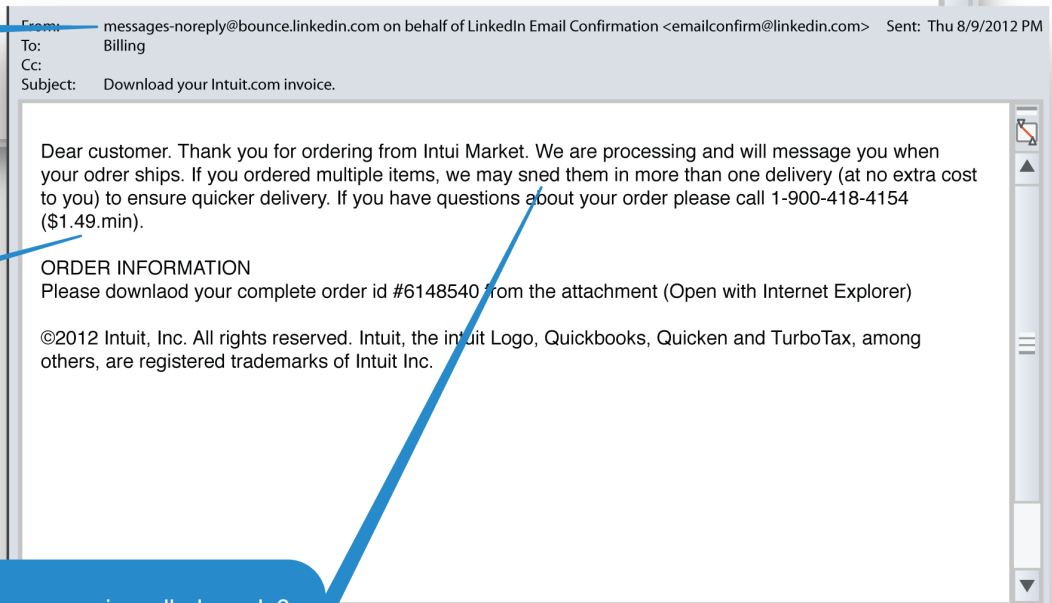 From: messages-noreply@bounce.linkedin.com on behalf of LinkedIn Email Confirmation <emailconfirm@linkedin.com> Sent: Thu 8/9/2012 PM
To: Billing
Cc:
Subject: Download your Intuit.com invoice.
Dear customer. Thank you for ordering from Intui Market. We are processing and will message you when
your odrer ships. If you ordered multiple items, we may sned them in more than one delivery (at no extra cost
to you) to ensure quicker delivery. If you have questions about your order please call 1-900-418-4154
($1.49.min).
ORDER INFORMATION
Please downlaod your complete order id #6148540 from the attachment (Open with Internet Explorer)
©2012 Intuit, Inc. All rights reserved. Intuit, the intuit Logo, Quickbooks, Quicken and TurboTax, among
others, are registered trademarks of Intuit Inc.